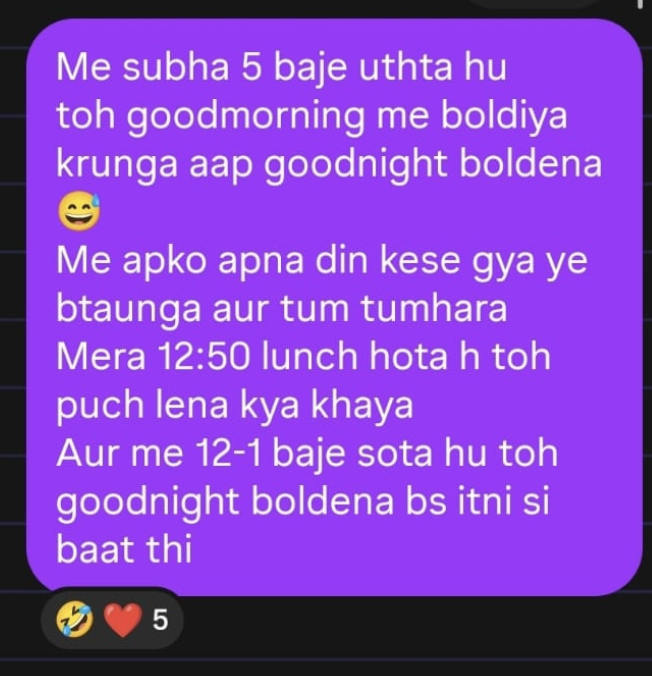 Me subha 5 baje uthta hu
toh goodmorning me boldiya
krunga aap goodnight boldena
😅
Me apko apna din kese gya ye
btaunga aur tum tumhara
Mera 12:50 lunch hota h toh
puch lena kya khaya
Aur me 12-1 baje sota hu toh
goodnight boldena bs itni si
baat thi
🤣❤️ 5